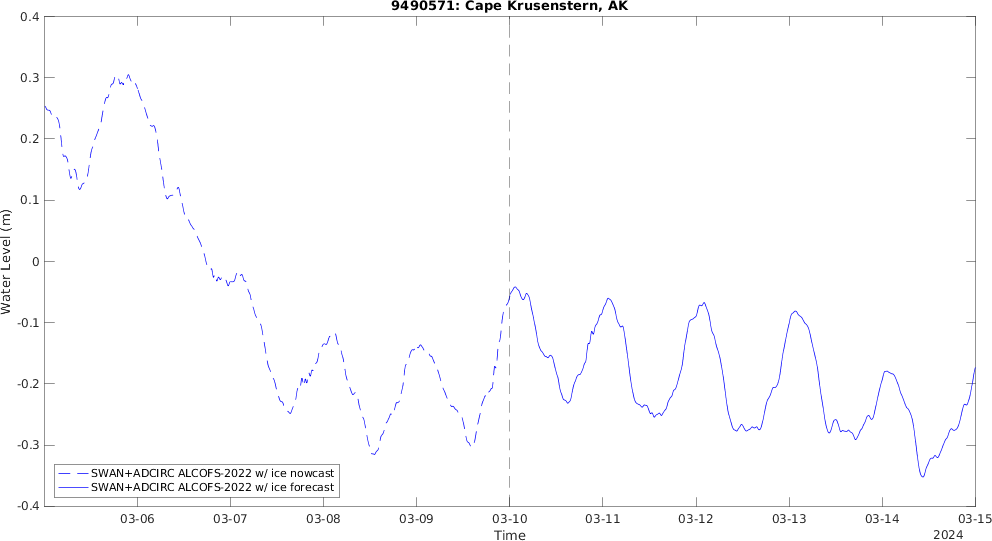 9490571: Cape Krusenstern, AK
0.4
0.3
0.2
0.1
0
-0.1
-0.2
-0.3
-0.4
Water Level (m)
SWAN+ADCIRC ALCOFS-2022 w/ ice nowcast
SWAN+ADCIRC ALCOFS-2022 w/ ice forecast
03-06 03-07 03-08 03-09 03-10 03-11 03-12 03-13 03-14 03-15
Time
2024